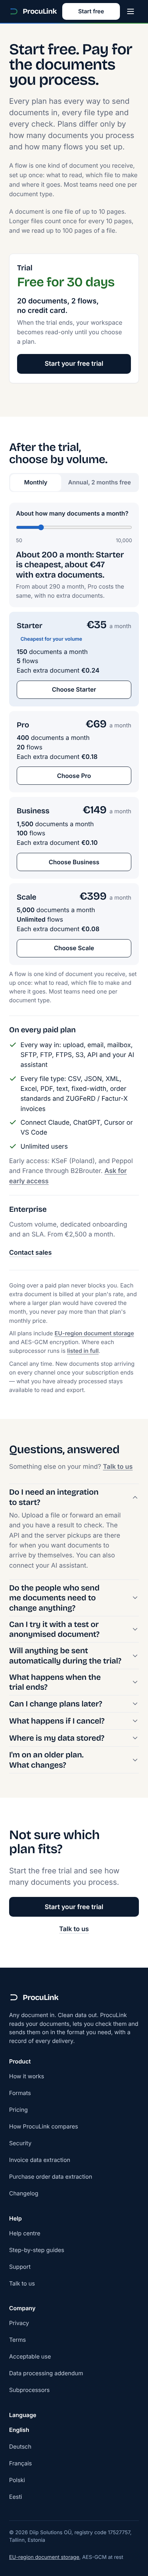 ProcuLink
Start free
Start free. Pay for
the documents
you process.
Every plan has every way to send
documents in, every file type and
every check. Plans differ only by
how many documents you process
and how many flows you set up.
A flow is one kind of document you receive,
set up once: what to read, which file to make
and where it goes. Most teams need one per
document type.
A document is one file of up to 10 pages.
Longer files count once for every 10 pages,
and we read up to 100 pages of a file.
Trial
Free for 30 days
20 documents, 2 flows,
no credit card.
When the trial ends, your workspace
becomes read-only until you choose
a plan.
Start your free trial
After the trial,
choose by volume.
Monthly
Annual, 2 months free
About how many documents a month?
50
10,000
About 200 a month: Starter
is cheapest, about €47
with extra documents.
From about 290 a month, Pro costs the
same, with no extra documents.
Starter
€35 a month
Cheapest for your volume
150 documents a month
5 flows
Each extra document €0.24
Choose Starter
Pro
€69 a month
400 documents a month
20 flows
Each extra document €0.18
Choose Pro
Business
€149 a month
1,500 documents a month
100 flows
Each extra document €0.10
Choose Business
Scale
€399 a month
5,000 documents a month
Unlimited flows
Each extra document €0.08
Choose Scale
A flow is one kind of document you receive, set
up once: what to read, which file to make and
where it goes. Most teams need one per
document type.
On every paid plan
Every way in: upload, email, mailbox,
SFTP, FTP, FTPS, S3, API and your AI
assistant
Every file type: CSV, JSON, XML,
Excel, PDF, text, fixed-width, order
standards and ZUGFeRD / Factur-X
invoices
Connect Claude, ChatGPT, Cursor or
VS Code
Unlimited users
Early access: KSeF (Poland), and Peppol
and France through B2Brouter. Ask for
early access
Enterprise
Custom volume, dedicated onboarding
and an SLA. From €2,500 a month.
Contact sales
Going over a paid plan never blocks you. Each
extra document is billed at your plan's rate, and
where a larger plan would have covered the
month, you never pay more than that plan's
monthly price.
All plans include EU-region document storage
and AES-GCM encryption. Where each
subprocessor runs is listed in full.
Cancel any time. New documents stop arriving
on every channel once your subscription ends
— what you have already processed stays
available to read and export.
Questions, answered
Something else on your mind? Talk to us
Do I need an integration
to start?
No. Upload a file or forward an email
and you have a result to check. The
API and the server pickups are there
for when you want documents to
arrive by themselves. You can also
connect your AI assistant.
Do the people who send
me documents need to
change anything?
Can I try it with a test or
anonymised document?
Will anything be sent
automatically during the trial?
What happens when the
trial ends?
Can I change plans later?
What happens if I cancel?
Where is my data stored?
I'm on an older plan.
What changes?
Not sure which
plan fits?
Start the free trial and see how
many documents you process.
Start your free trial
Talk to us
ProcuLink
Any document in. Clean data out. ProcuLink
reads your documents, lets you check them and
sends them on in the format you need, with a
record of every delivery.
Product
How it works
Formats
Pricing
How ProcuLink compares
Security
Invoice data extraction
Purchase order data extraction
Changelog
Help
Help centre
Step-by-step guides
Support
Talk to us
Company
Privacy
Terms
Acceptable use
Data processing addendum
Subprocessors
Language
English
Deutsch
Français
Polski
Eesti
© 2026 Diip Solutions OÜ, registry code 17527757,
Tallinn, Estonia
EU-region document storage, AES-GCM at rest